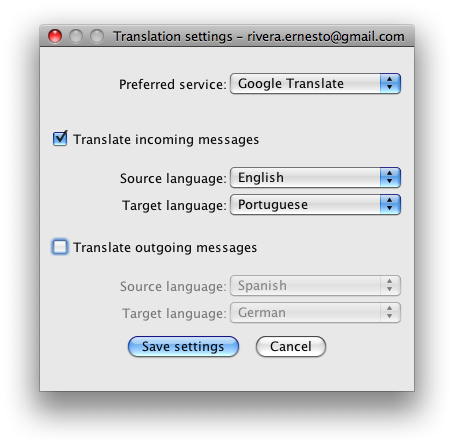 Translation settings – rivera.ernesto@gmail.com
Preferred service: Google Translate
Translate incoming messages
Source language: English
Target language: Portuguese
Translate outgoing messages
Source language: Spanish
Target language: German
Save settings Cancel